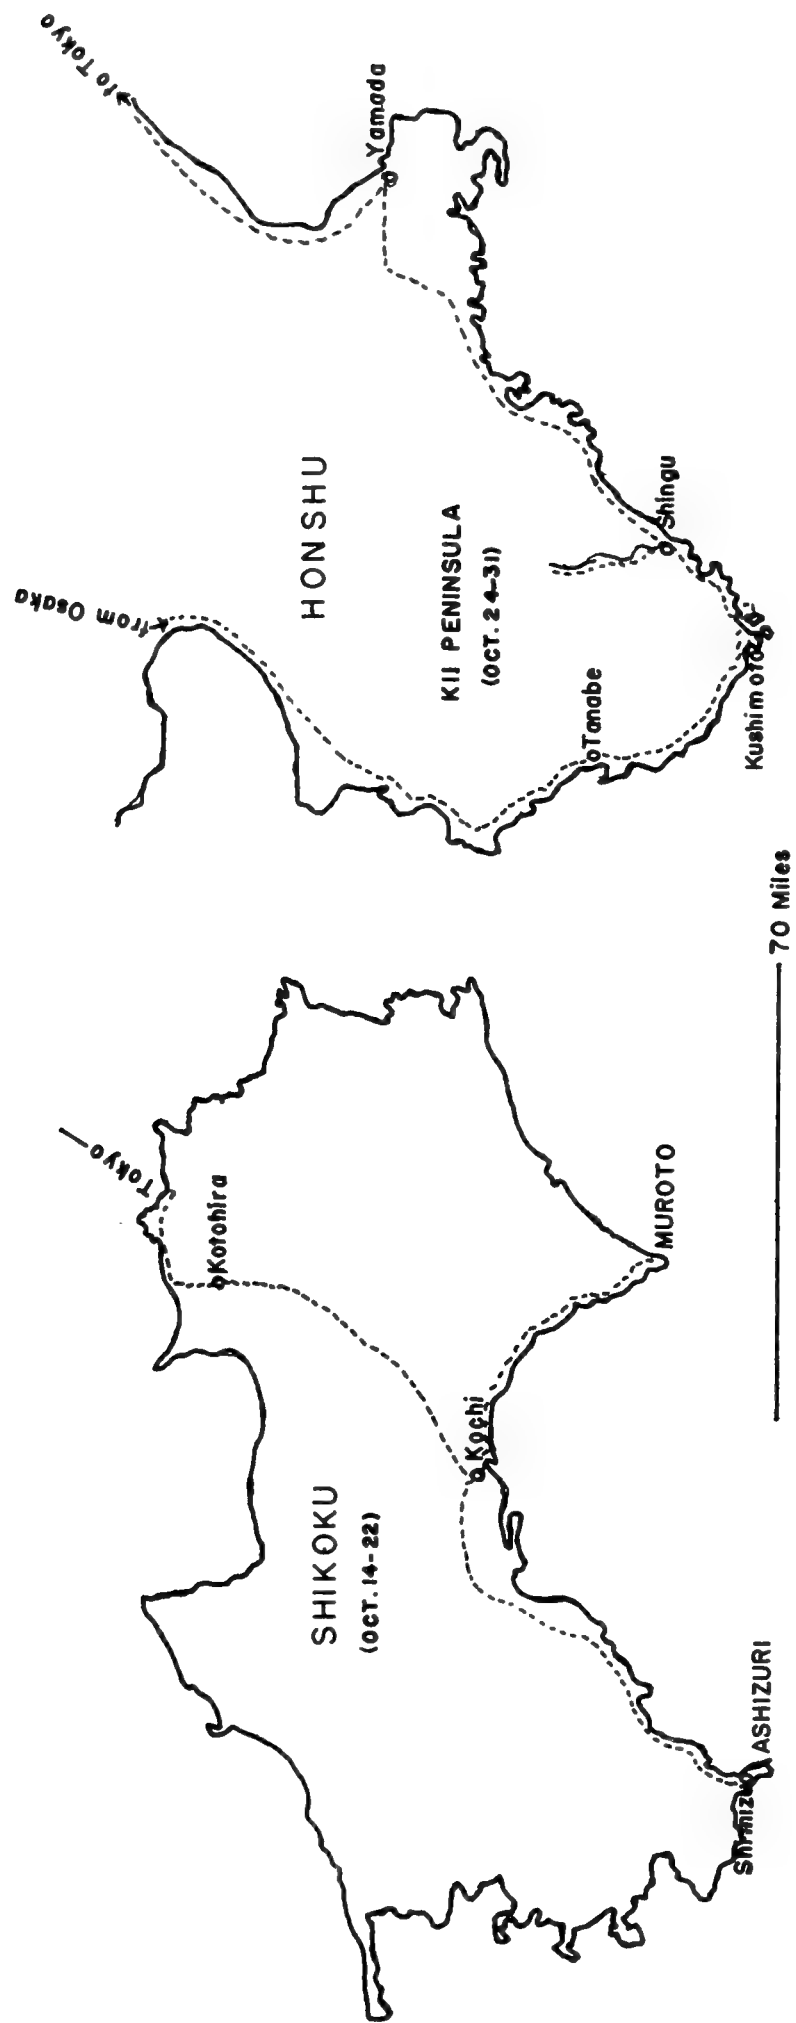 to Tokyo
Yamada
from Osaka
HONSHU
KII PENINSULA
(OCT. 24-31)
Shingu
Tanabe
Kushimoto
70 Miles
Tokyo
Kotohira
MUROTO
Kochi
SHIKOKU
(OCT. 14-22)
ASHIZURI
Shimizu